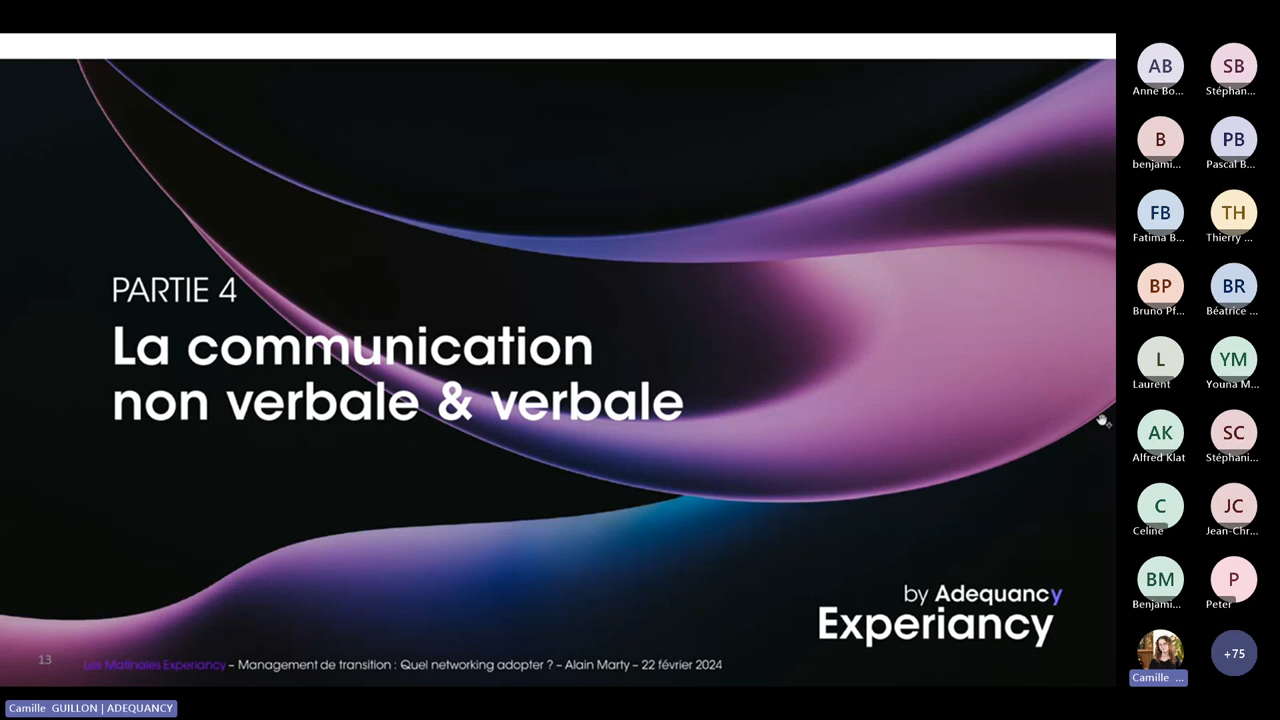 PARTIE 4
La communication
non verbale & verbale
by Adequancy
Experiancy
13
Les Matinales Experiancy – Management de transition : Quel networking adopter ? – Alain Marty – 22 février 2024
AB
Anne Bo...
SB
Stéphan...
B
benjami...
PB
Pascal B...
FB
Fatima B...
TH
Thierry ...
BP
Bruno Pf...
BR
Béatrice ...
L
Laurent
YM
Youna M...
AK
Alfred Klat
SC
Stéphani...
C
Celine
JC
Jean-Chr...
BM
Benjami...
P
Peter
Camille ...
+75
Camille GUILLON | ADEQUANCY